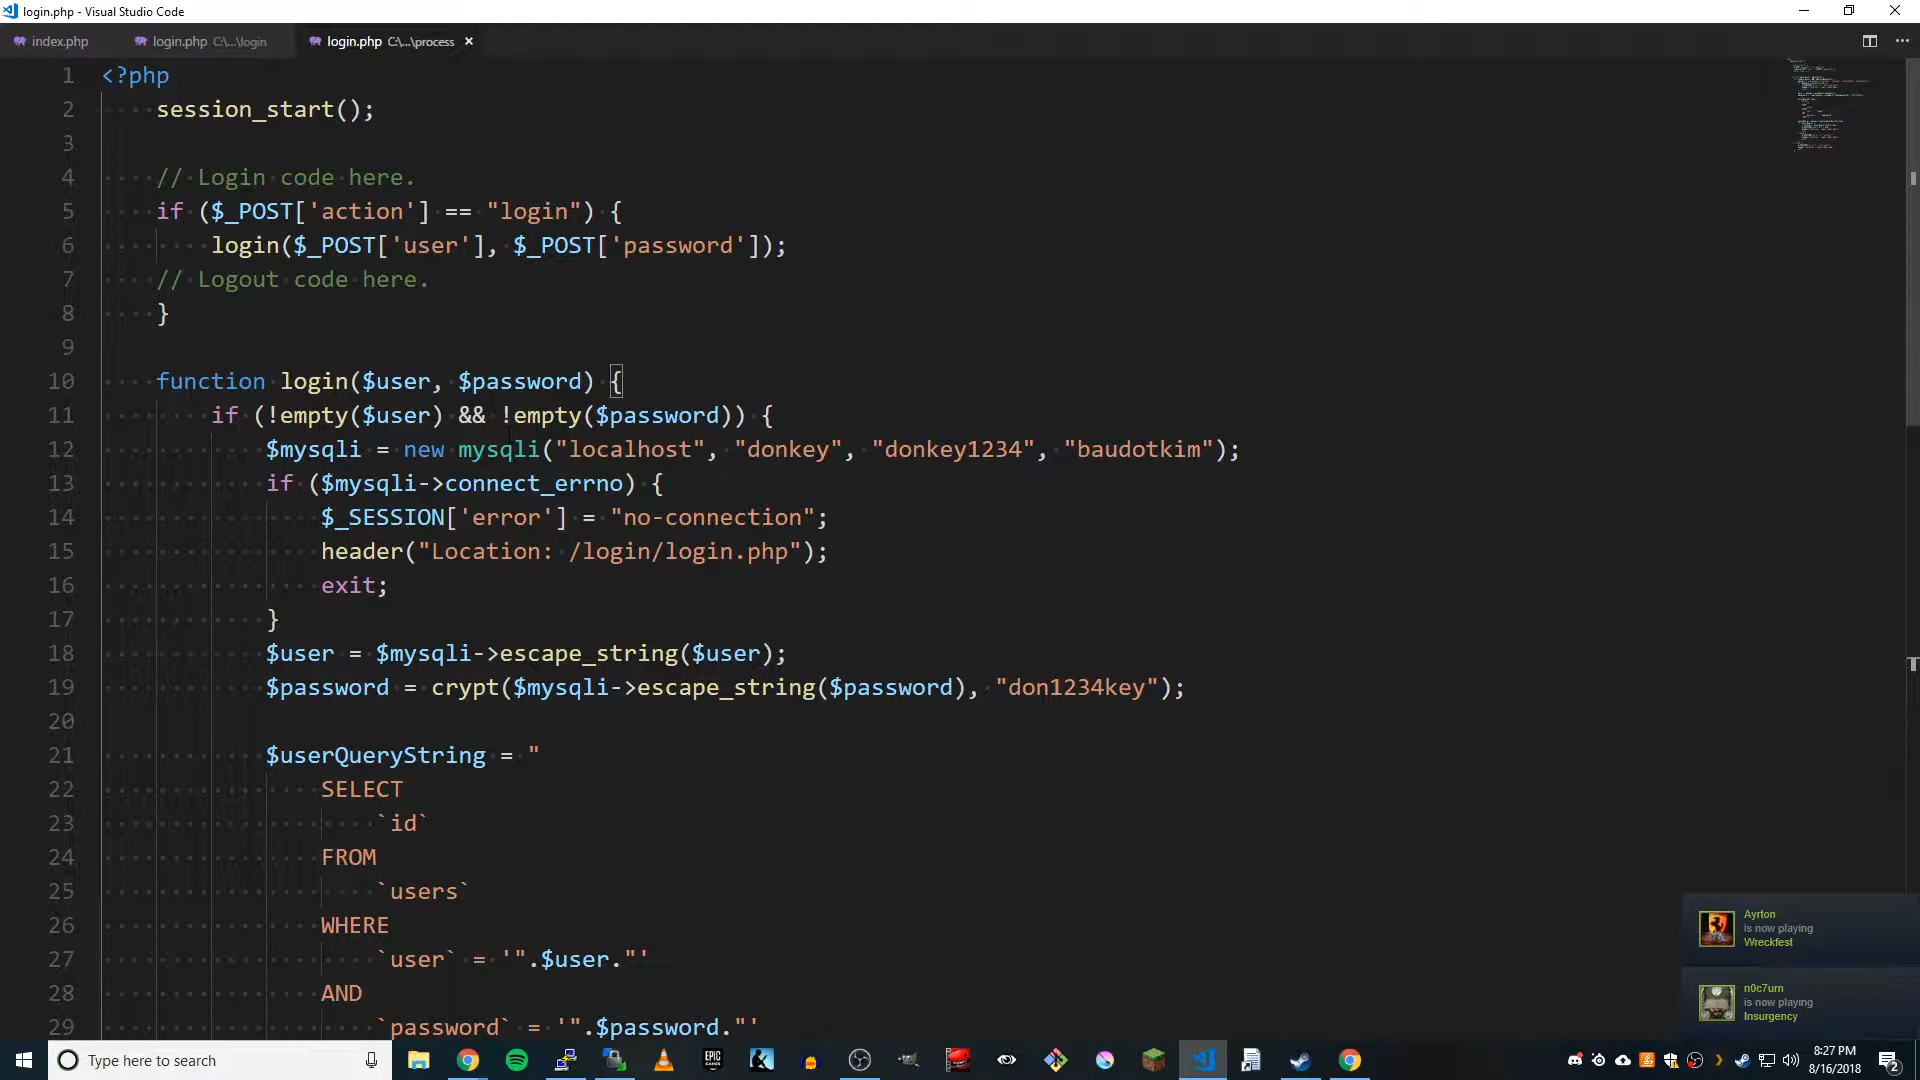 login.php - Visual Studio Code
index.php
login.php C:\...\login
login.php C:\...\process
1 <?php
2 session_start();
3
4 // Login code here.
5 if ($_POST['action'] == "login") {
6 login($_POST['user'], $_POST['password']);
7 // Logout code here.
8 }
9
10 function login($user, $password) {
11 if (!empty($user) && !empty($password)) {
12 $mysqli = new mysqli("localhost", "donkey", "donkey1234", "baudotkim");
13 if ($mysqli->connect_errno) {
14 $_SESSION['error'] = "no-connection";
15 header("Location: /login/login.php");
16 exit;
17 }
18 $user = $mysqli->escape_string($user);
19 $password = crypt($mysqli->escape_string($password), "don1234key");
20
21 $userQueryString = "
22 SELECT
23 `id`
24 FROM
25 `users`
26 WHERE
27 `user` = '".$user."'
28 AND
29 `password` = '".$password."'
Ayrton
is now playing
Wreckfest
n0c7urn
is now playing
Insurgency
Type here to search
EPIC GAMES
8:27 PM
8/16/2018
2